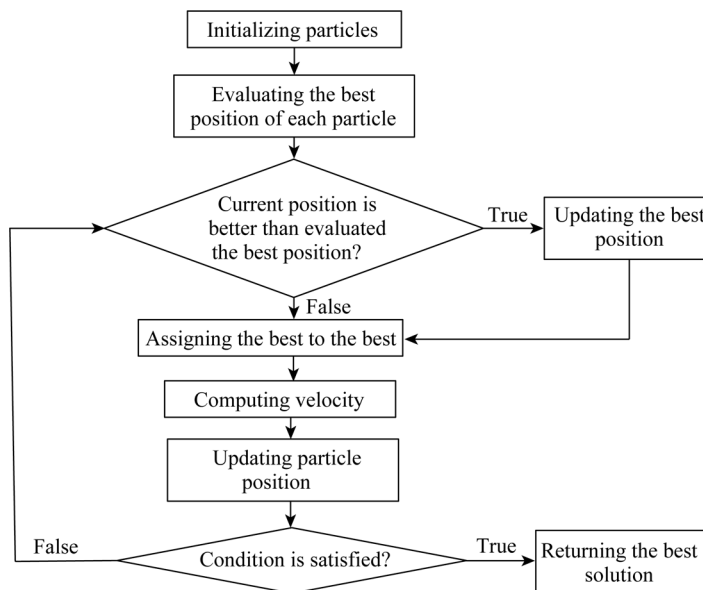 Initializing particles
Evaluating the best
position of each particle
Current position is
better than evaluated
the best position?
True
Updating the best
position
False
Assigning the best to the best
Computing velocity
Updating particle
position
False
Condition is satisfied?
True
Returning the best
solution